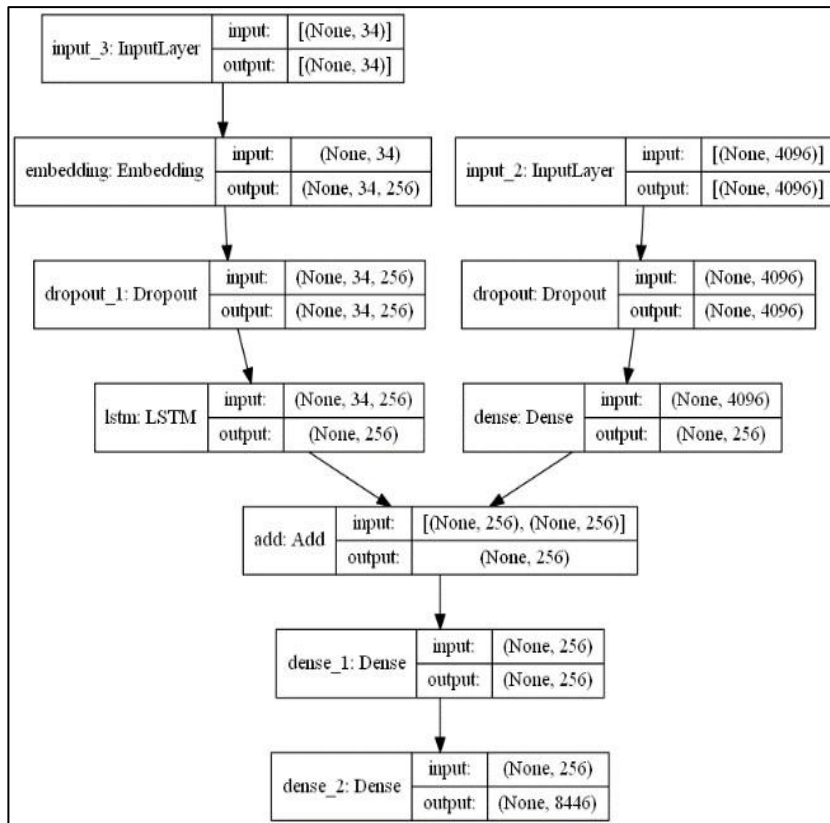 input_3: InputLayer
input: [(None, 34)]
output: [(None, 34)]
embedding: Embedding
input: (None, 34)
output: (None, 34, 256)
input_2: InputLayer
input: [(None, 4096)]
output: [(None, 4096)]
dropout_1: Dropout
input: (None, 34, 256)
output: (None, 34, 256)
dropout: Dropout
input: (None, 4096)
output: (None, 4096)
lstm: LSTM
input: (None, 34, 256)
output: (None, 256)
dense: Dense
input: (None, 4096)
output: (None, 256)
add: Add
input: [(None, 256), (None, 256)]
output: (None, 256)
dense_1: Dense
input: (None, 256)
output: (None, 256)
dense_2: Dense
input: (None, 256)
output: (None, 8446)